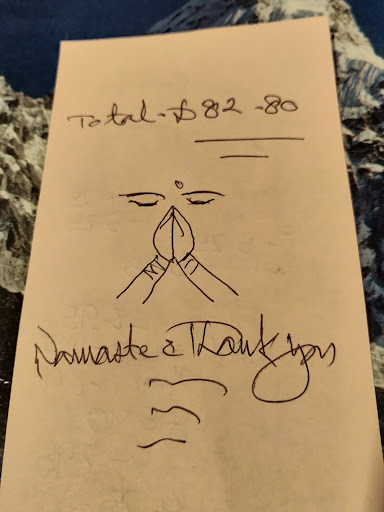 Total - $ 82-80
Namaste & Thank you